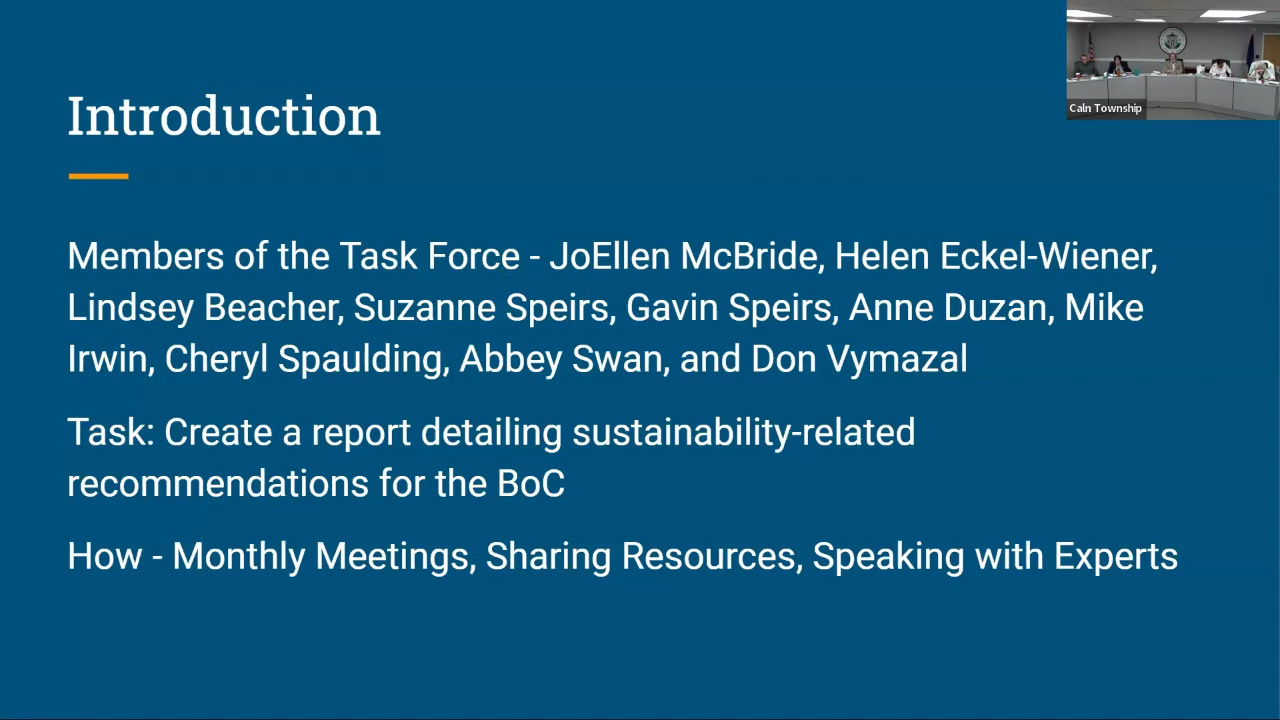 Introduction
Caln Township
Members of the Task Force - JoEllen McBride, Helen Eckel-Wiener,
Lindsey Beacher, Suzanne Speirs, Gavin Speirs, Anne Duzan, Mike
Irwin, Cheryl Spaulding, Abbey Swan, and Don Vymazal
Task: Create a report detailing sustainability-related
recommendations for the BoC
How - Monthly Meetings, Sharing Resources, Speaking with Experts